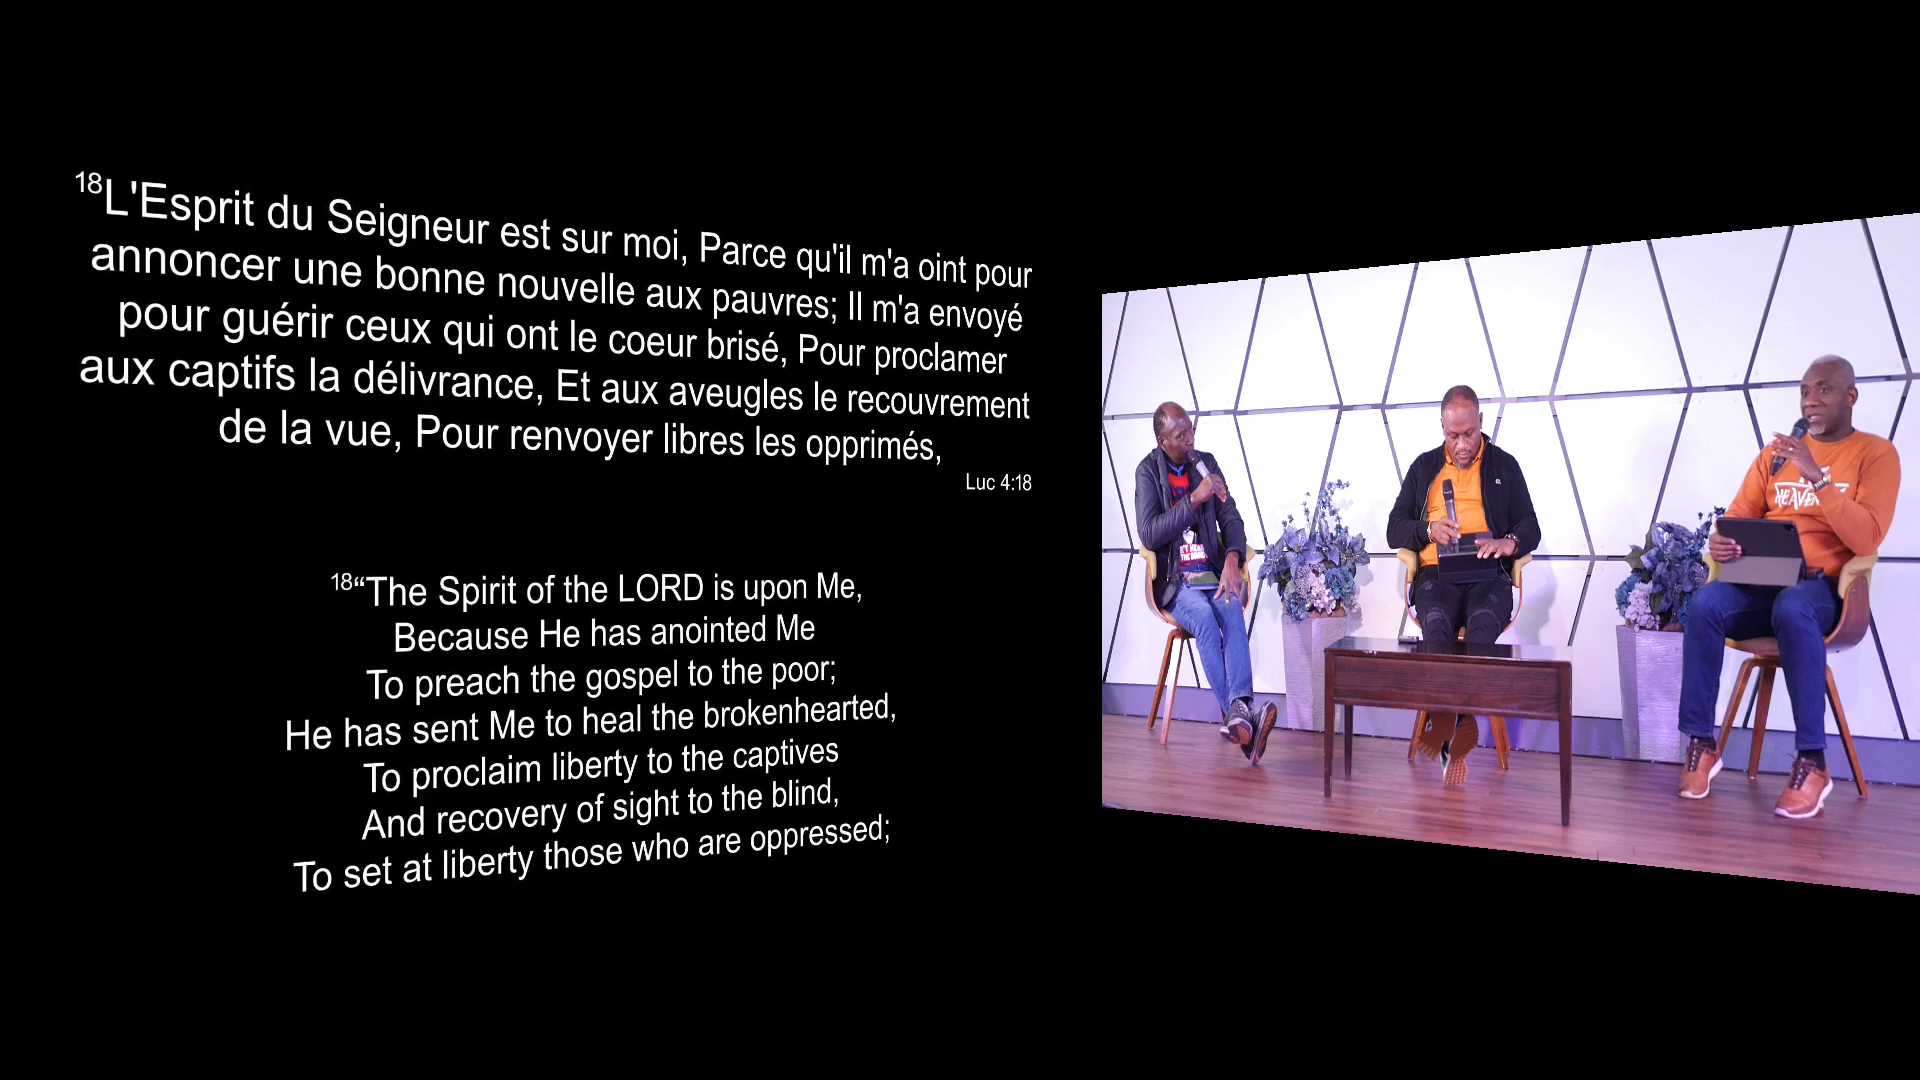 18L'Esprit du Seigneur est sur moi, Parce qu'il m'a oint pour
annoncer une bonne nouvelle aux pauvres; Il m'a envoyé
pour guérir ceux qui ont le coeur brisé, Pour proclamer
aux captifs la délivrance, Et aux aveugles le recouvrement
de la vue, Pour renvoyer libres les opprimés,
Luc 4:18
18“The Spirit of the LORD is upon Me,
Because He has anointed Me
To preach the gospel to the poor;
He has sent Me to heal the brokenhearted,
To proclaim liberty to the captives
And recovery of sight to the blind,
To set at liberty those who are oppressed;